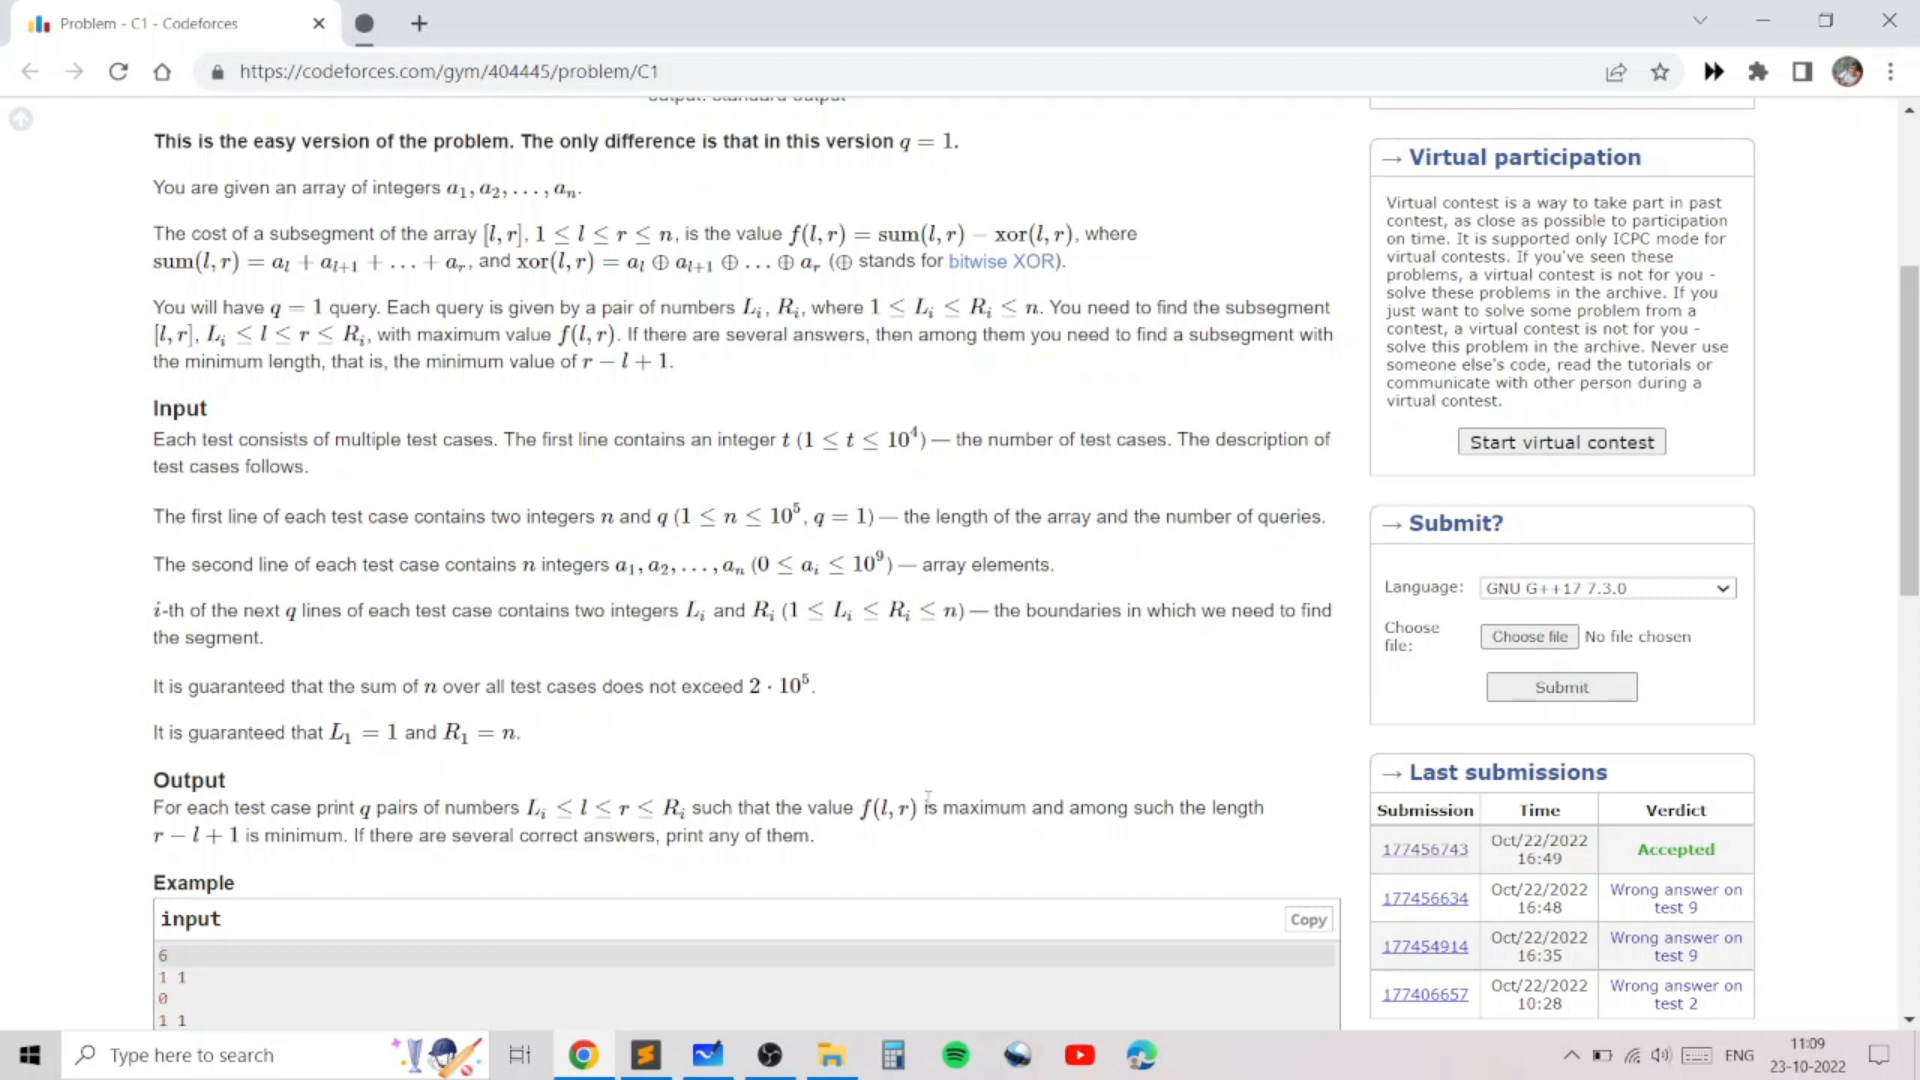 Problem - C1 - Codeforces
https://codeforces.com/gym/404445/problem/C1
output: standard output
This is the easy version of the problem. The only difference is that in this version q = 1.
You are given an array of integers a₁, a₂, . . . , aₙ.
The cost of a subsegment of the array [l, r], 1 ≤ l ≤ r ≤ n, is the value f(l, r) = sum(l, r) − xor(l, r), where
sum(l, r) = aₗ + aₗ₊₁ + . . . + aᵣ, and xor(l, r) = aₗ ⊕ aₗ₊₁ ⊕ . . . ⊕ aᵣ (⊕ stands for bitwise XOR).
You will have q = 1 query. Each query is given by a pair of numbers Lᵢ, Rᵢ, where 1 ≤ Lᵢ ≤ Rᵢ ≤ n. You need to find the subsegment
[l, r], Lᵢ ≤ l ≤ r ≤ Rᵢ, with maximum value f(l, r). If there are several answers, then among them you need to find a subsegment with
the minimum length, that is, the minimum value of r − l + 1.
Input
Each test consists of multiple test cases. The first line contains an integer t (1 ≤ t ≤ 10⁴) — the number of test cases. The description of
test cases follows.
The first line of each test case contains two integers n and q (1 ≤ n ≤ 10⁵, q = 1) — the length of the array and the number of queries.
The second line of each test case contains n integers a₁, a₂, . . . , aₙ (0 ≤ aᵢ ≤ 10⁹) — array elements.
i-th of the next q lines of each test case contains two integers Lᵢ and Rᵢ (1 ≤ Lᵢ ≤ Rᵢ ≤ n) — the boundaries in which we need to find
the segment.
It is guaranteed that the sum of n over all test cases does not exceed 2 · 10⁵.
It is guaranteed that L₁ = 1 and R₁ = n.
Output
For each test case print q pairs of numbers Lᵢ ≤ l ≤ r ≤ Rᵢ such that the value f(l, r) is maximum and among such the length
r − l + 1 is minimum. If there are several correct answers, print any of them.
Example
input
Copy
6
1 1
0
1 1
→ Virtual participation
Virtual contest is a way to take part in past
contest, as close as possible to participation
on time. It is supported only ICPC mode for
virtual contests. If you've seen these
problems, a virtual contest is not for you -
solve these problems in the archive. If you
just want to solve some problem from a
contest, a virtual contest is not for you -
solve this problem in the archive. Never use
someone else's code, read the tutorials or
communicate with other person during a
virtual contest.
Start virtual contest
→ Submit?
Language: GNU G++17 7.3.0
Choose
file:
Choose file No file chosen
Submit
→ Last submissions
Submission Time Verdict
177456743 Oct/22/2022 16:49 Accepted
177456634 Oct/22/2022 16:48 Wrong answer on test 9
177454914 Oct/22/2022 16:35 Wrong answer on test 9
177406657 Oct/22/2022 10:28 Wrong answer on test 2
Type here to search
ENG
11:09
23-10-2022